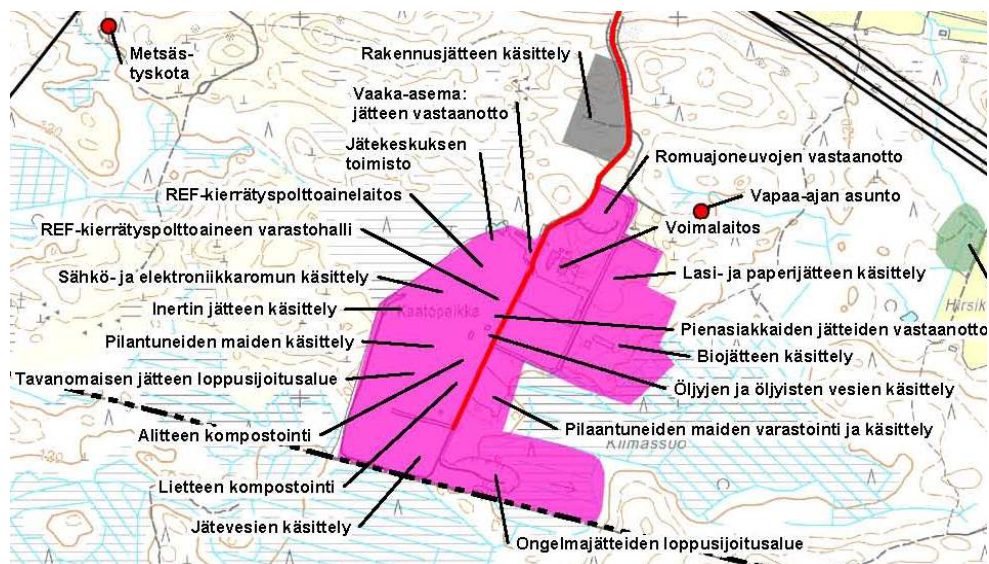 Metsäs-
tyskota
Rakennusjätteen käsittely
Vaaka-asema:
jätteen vastaanotto
Jätekeskuksen
toimisto
Romuajoneuvojen vastaanotto
REF-kierrätyspolttoainelaitos
Vapaa-ajan asunto
REF-kierrätyspolttoaineen varastohalli
Voimalaitos
Sähkö- ja elektroniikkaromun käsittely
Lasi- ja paperijätteen käsittely
Inertin jätteen käsittely
Kaatopaikka
Pienasiakkaiden jätteiden vastaanotto
Pilantuneiden maiden käsittely
Biojätteen käsittely
Tavanomaisen jätteen loppusijoitusalue
Öljyjen ja öljyisten vesien käsittely
Alitteen kompostointi
Pilaantuneiden maiden varastointi ja käsittely
Kiimassuo
Lietteen kompostointi
Jätevesien käsittely
Ongelmajätteiden loppusijoitusalue